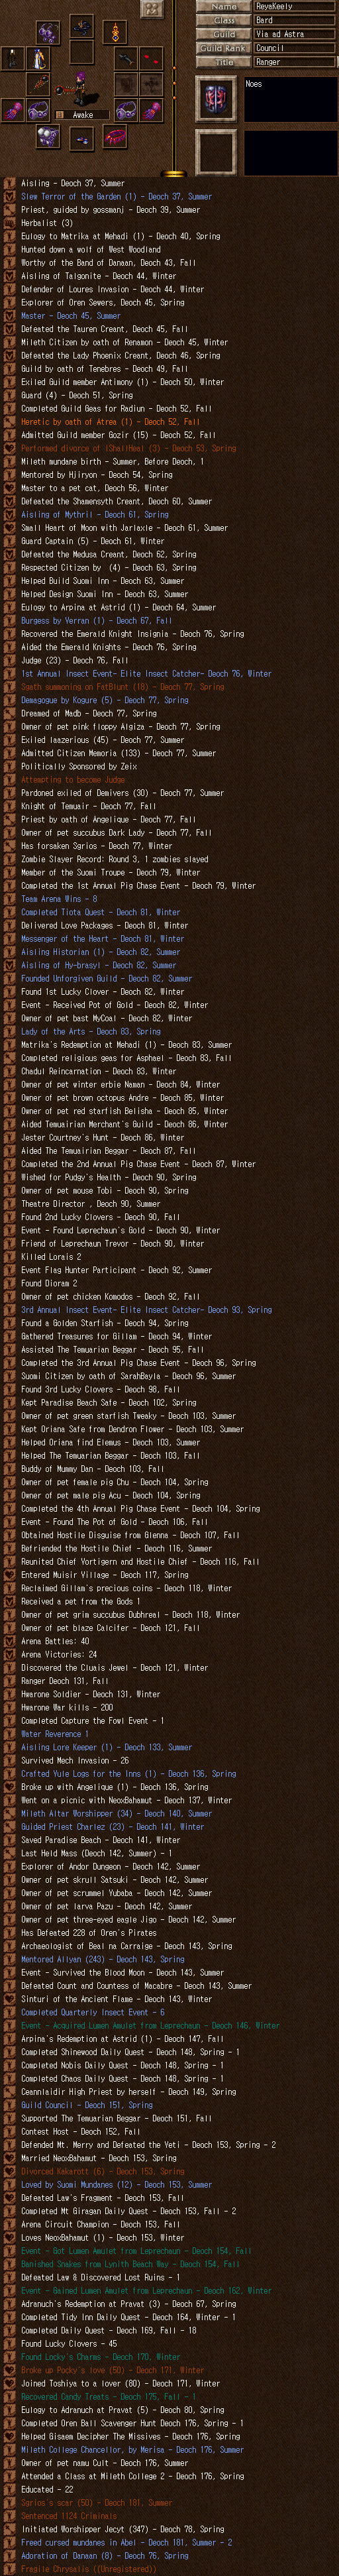 Name ReyaKeely
Class Bard
Guild Via ad Astra
Guild Rank Council
Title Ranger
Noes
Awake
Aisling - Deoch 37, Summer
Slew Terror of the Garden (1) - Deoch 37, Summer
Priest, guided by gossmanj - Deoch 39, Summer
Herbalist (3)
Eulogy to Matrika at Mehadi (1) - Deoch 40, Spring
Hunted down a wolf of West Woodland
Worthy of the Band of Danaan, Deoch 43, Fall
Aisling of Talgonite - Deoch 44, Winter
Defender of Loures Invasion - Deoch 44, Winter
Explorer of Oren Sewers, Deoch 45, Spring
Master - Deoch 45, Summer
Defeated the Tauren Creant, Deoch 45, Fall
Mileth Citizen by oath of Renamon - Deoch 45, Winter
Defeated the Lady Phoenix Creant, Deoch 46, Spring
Guild by oath of Tenebres - Deoch 49, Fall
Exiled Guild member Antimony (1) - Deoch 50, Winter
Guard (4) - Deoch 51, Spring
Completed Guild Geas for Radiun - Deoch 52, Fall
Heretic by oath of Atrea (1) - Deoch 52, Fall
Admitted Guild member Gozir (15) - Deoch 52, Fall
Performed divorce of iShallHeal (3) - Deoch 53, Spring
Mileth mundane birth - Summer, Before Deoch, 1
Mentored by Hjiryon - Deoch 54, Spring
Master to a pet cat, Deoch 56, Winter
Defeated the Shamensyth Creant, Deoch 60, Summer
Aisling of Mythril - Deoch 61, Spring
Small Heart of Moon with Jarlaxle - Deoch 61, Summer
Guard Captain (5) - Deoch 61, Winter
Defeated the Medusa Creant, Deoch 62, Spring
Respected Citizen by (4) - Deoch 63, Spring
Helped Build Suomi Inn - Deoch 63, Summer
Helped Design Suomi Inn - Deoch 63, Summer
Eulogy to Arpina at Astrid (1) - Deoch 64, Summer
Burgess by Verran (1) - Deoch 67, Fall
Recovered the Emerald Knight Insignia - Deoch 76, Spring
Aided the Emerald Knights - Deoch 76, Spring
Judge (23) - Deoch 76, Fall
1st Annual Insect Event- Elite Insect Catcher- Deoch 76, Winter
Sgath summoning on FatBlunt (18) - Deoch 77, Spring
Demagogue by Kogure (5) - Deoch 77, Spring
Dreamed of Madb - Deoch 77, Spring
Owner of pet pink floppy Algiza - Deoch 77, Spring
Exiled iaazerious (45) - Deoch 77, Summer
Admitted Citizen Memoria (133) - Deoch 77, Summer
Politically Sponsored by Zeix
Attempting to become Judge
Pardoned exiled of Demivers (30) - Deoch 77, Summer
Knight of Temuair - Deoch 77, Fall
Priest by oath of Angelique - Deoch 77, Fall
Owner of pet succubus Dark Lady - Deoch 77, Fall
Has forsaken Sgrios - Deoch 77, Winter
Zombie Slayer Record: Round 3, 1 zombies slayed
Member of the Suomi Troupe - Deoch 79, Winter
Completed the 1st Annual Pig Chase Event - Deoch 79, Winter
Team Arena Wins - 8
Completed Tiota Quest - Deoch 81, Winter
Delivered Love Packages - Deoch 81, Winter
Messenger of the Heart - Deoch 81, Winter
Aisling Historian (1) - Deoch 82, Summer
Aisling of Hy-brasyl - Deoch 82, Summer
Founded Unforgiven Guild - Deoch 82, Summer
Found 1st Lucky Clover - Deoch 82, Winter
Event - Received Pot of Gold - Deoch 82, Winter
Owner of pet bast MyCoal - Deoch 82, Winter
Lady of the Arts - Deoch 83, Spring
Matrika's Redemption at Mehadi (1) - Deoch 83, Summer
Completed religious geas for Asphael - Deoch 83, Fall
Chadul Reincarnation - Deoch 83, Winter
Owner of pet winter erbie Naman - Deoch 84, Winter
Owner of pet brown octopus Andre - Deoch 85, Winter
Owner of pet red starfish Belisha - Deoch 85, Winter
Aided Temuairian Merchant's Guild - Deoch 86, Winter
Jester Courtney's Hunt - Deoch 86, Winter
Aided The Temuairian Beggar - Deoch 87, Fall
Completed the 2nd Annual Pig Chase Event - Deoch 87, Winter
Wished for Pudgy's Health - Deoch 90, Spring
Owner of pet mouse Tobi - Deoch 90, Spring
Theatre Director , Deoch 90, Summer
Found 2nd Lucky Clovers - Deoch 90, Fall
Event - Found Leprechaun's Gold - Deoch 90, Winter
Friend of Leprechaun Trevor - Deoch 90, Winter
Killed Lorais 2
Event Flag Hunter Participant - Deoch 92, Summer
Found Dioram 2
Owner of pet chicken Komodos - Deoch 92, Fall
3rd Annual Insect Event- Elite Insect Catcher- Deoch 93, Spring
Found a Golden Starfish - Deoch 94, Spring
Gathered Treasures for Gillam - Deoch 94, Winter
Assisted The Temuarian Beggar - Deoch 95, Fall
Completed the 3rd Annual Pig Chase Event - Deoch 96, Spring
Suomi Citizen by oath of SarahBayla - Deoch 96, Summer
Found 3rd Lucky Clovers - Deoch 98, Fall
Kept Paradise Beach Safe - Deoch 102, Spring
Owner of pet green starfish Tweaky - Deoch 103, Summer
Kept Oriana Safe from Dendron Flower - Deoch 103, Summer
Helped Oriana find Elemus - Deoch 103, Summer
Helped The Temuarian Beggar - Deoch 103, Fall
Buddy of Mummy Dan - Deoch 103, Fall
Owner of pet female pig Chu - Deoch 104, Spring
Owner of pet male pig Acu - Deoch 104, Spring
Completed the 4th Annual Pig Chase Event - Deoch 104, Spring
Event - Found The Pot of Gold - Deoch 106, Fall
Obtained Hostile Disguise from Glenna - Deoch 107, Fall
Befriended the Hostile Chief - Deoch 116, Summer
Reunited Chief Vortigern and Hostile Chief - Deoch 116, Fall
Entered Muisir Village - Deoch 117, Spring
Reclaimed Gillam's precious coins - Deoch 118, Winter
Received a pet from the Gods 1
Owner of pet grim succubus Dubhreal - Deoch 118, Winter
Owner of pet blaze Calcifer - Deoch 121, Fall
Arena Battles: 40
Arena Victories: 24
Discovered the Cluais Jewel - Deoch 121, Winter
Ranger Deoch 131, Fall
Hwarone Soldier - Deoch 131, Winter
Hwarone War kills - 200
Completed Capture the Fowl Event - 1
Water Reverence 1
Aisling Lore Keeper (1) - Deoch 133, Summer
Survived Mech Invasion - 26
Crafted Yule Logs for the Inns (1) - Deoch 136, Spring
Broke up with Angelique (1) - Deoch 136, Spring
Went on a picnic with NeoxBahamut - Deoch 137, Winter
Mileth Altar Worshipper (34) - Deoch 140, Summer
Guided Priest Charlez (23) - Deoch 141, Winter
Saved Paradise Beach - Deoch 141, Winter
Last Held Mass (Deoch 142, Summer) - 1
Explorer of Andor Dungeon - Deoch 142, Summer
Owner of pet skrull Satsuki - Deoch 142, Summer
Owner of pet scrummel Yubaba - Deoch 142, Summer
Owner of pet larva Pazu - Deoch 142, Summer
Owner of pet three-eyed eagle Jigo - Deoch 142, Summer
Has Defeated 228 of Oren's Pirates
Archaeologist of Beal na Carraige - Deoch 143, Spring
Mentored Ailyan (243) - Deoch 143, Spring
Event - Survived the Blood Moon - Deoch 143, Summer
Defeated Count and Countess of Macabre - Deoch 143, Summer
Sinturi of the Ancient Flame - Deoch 143, Winter
Completed Quarterly Insect Event - 6
Event - Acquired Lumen Amulet from Leprechaun - Deoch 146, Winter
Arpina's Redemption at Astrid (1) - Deoch 147, Fall
Completed Shinewood Daily Quest - Deoch 148, Spring - 1
Completed Nobis Daily Quest - Deoch 148, Spring - 1
Completed Chaos Daily Quest - Deoch 148, Spring - 1
Ceannlaidir High Priest by herself - Deoch 149, Spring
Guild Council - Deoch 151, Spring
Supported The Temuarian Beggar - Deoch 151, Fall
Contest Host - Deoch 152, Fall
Defended Mt. Merry and Defeated the Yeti - Deoch 153, Spring - 2
Married NeoxBahamut - Deoch 153, Spring
Divorced Kakarott (6) - Deoch 153, Spring
Loved by Suomi Mundanes (12) - Deoch 153, Summer
Defeated Law's Fragment - Deoch 153, Fall
Completed Mt Giragan Daily Quest - Deoch 153, Fall - 2
Arena Circuit Champion - Deoch 153, Fall
Loves NeoxBahamut (1) - Deoch 153, Winter
Event - Got Lumen Amulet from Leprechaun - Deoch 154, Fall
Banished Snakes from Lynith Beach Way - Deoch 154, Fall
Defeated Law & Discovered Lost Ruins - 1
Event - Gained Lumen Amulet from Leprechaun - Deoch 162, Winter
Adranuch's Redemption at Pravat (3) - Deoch 67, Spring
Completed Tidy Inn Daily Quest - Deoch 164, Winter - 1
Completed Daily Quest - Deoch 169, Fall - 18
Found Lucky Clovers - 45
Found Locky's Charms - Deoch 170, Winter
Broke up Pocky's love (50) - Deoch 171, Winter
Joined Toshiya to a lover (80) - Deoch 171, Winter
Recovered Candy Treats - Deoch 175, Fall - 1
Eulogy to Adranuch at Pravat (5) - Deoch 80, Spring
Completed Oren Ball Scavenger Hunt Deoch 176, Spring - 1
Helped Gisaem Decipher The Missives - Deoch 176, Spring
Mileth College Chancellor, by Merisa - Deoch 176, Summer
Owner of pet namu Cult - Deoch 176, Summer
Attended a Class at Mileth College 2 - Deoch 176, Spring
Educated - 22
Sgrios's scar (50) - Deoch 181, Summer
Sentenced 1124 Criminals
Initiated Worshipper Jecyt (347) - Deoch 78, Spring
Freed cursed mundanes in Abel - Deoch 181, Summer - 2
Adoration of Danaan (8) - Deoch 76, Spring
Fragile Chrysalis ((Unregistered))